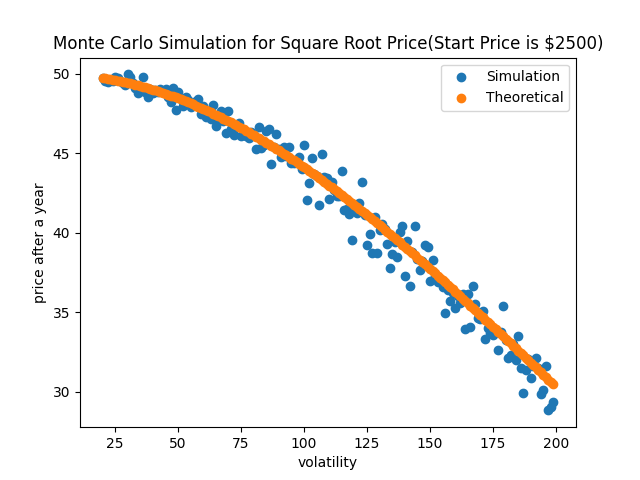 Monte Carlo Simulation for Square Root Price(Start Price is $2500)
Simulation
Theoretical
price after a year
50
45
40
35
30
25 50 75 100 125 150 175 200
volatility